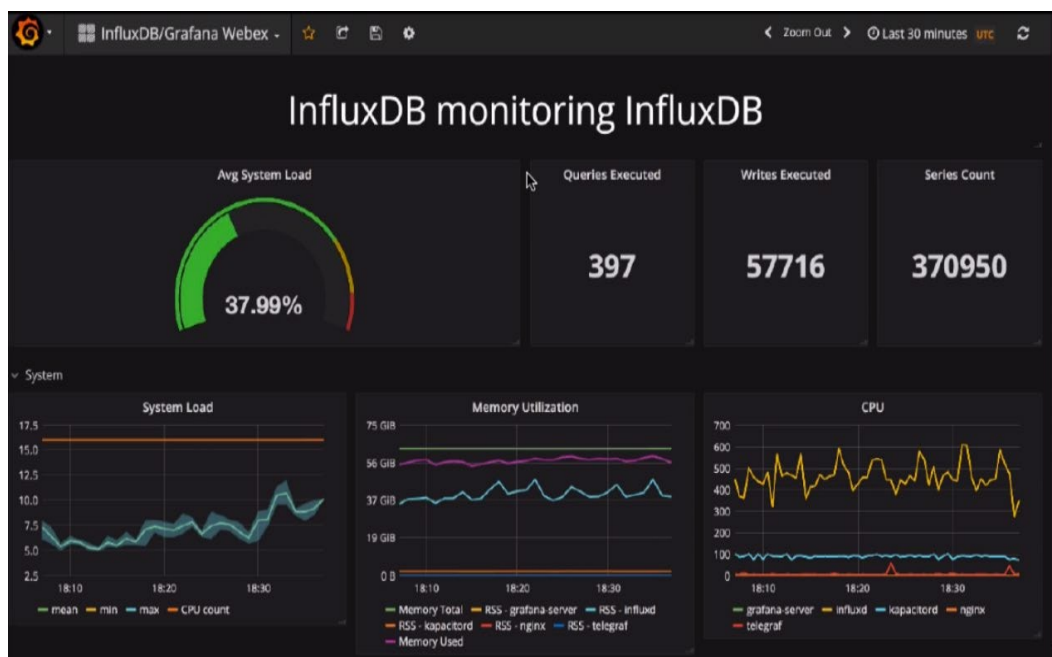 InfluxDB/Grafana Webex
Zoom Out
Last 30 minutes UTC
InfluxDB monitoring InfluxDB
Avg System Load
37.99%
Queries Executed
397
Writes Executed
57716
Series Count
370950
System
System Load
17.5
15.0
12.5
10.0
7.5
5.0
2.5
18:10 18:20 18:30
mean min max CPU count
Memory Utilization
75 GiB
56 GiB
37 GiB
19 GiB
0 B
18:10 18:20 18:30
Memory Total RSS - grafana-server RSS - influxd
RSS - kapacitord RSS - nginx RSS - telegraf
Memory Used
CPU
700
600
500
400
300
200
100
0
18:10 18:20 18:30
grafana-server influxd kapacitord nginx
telegraf